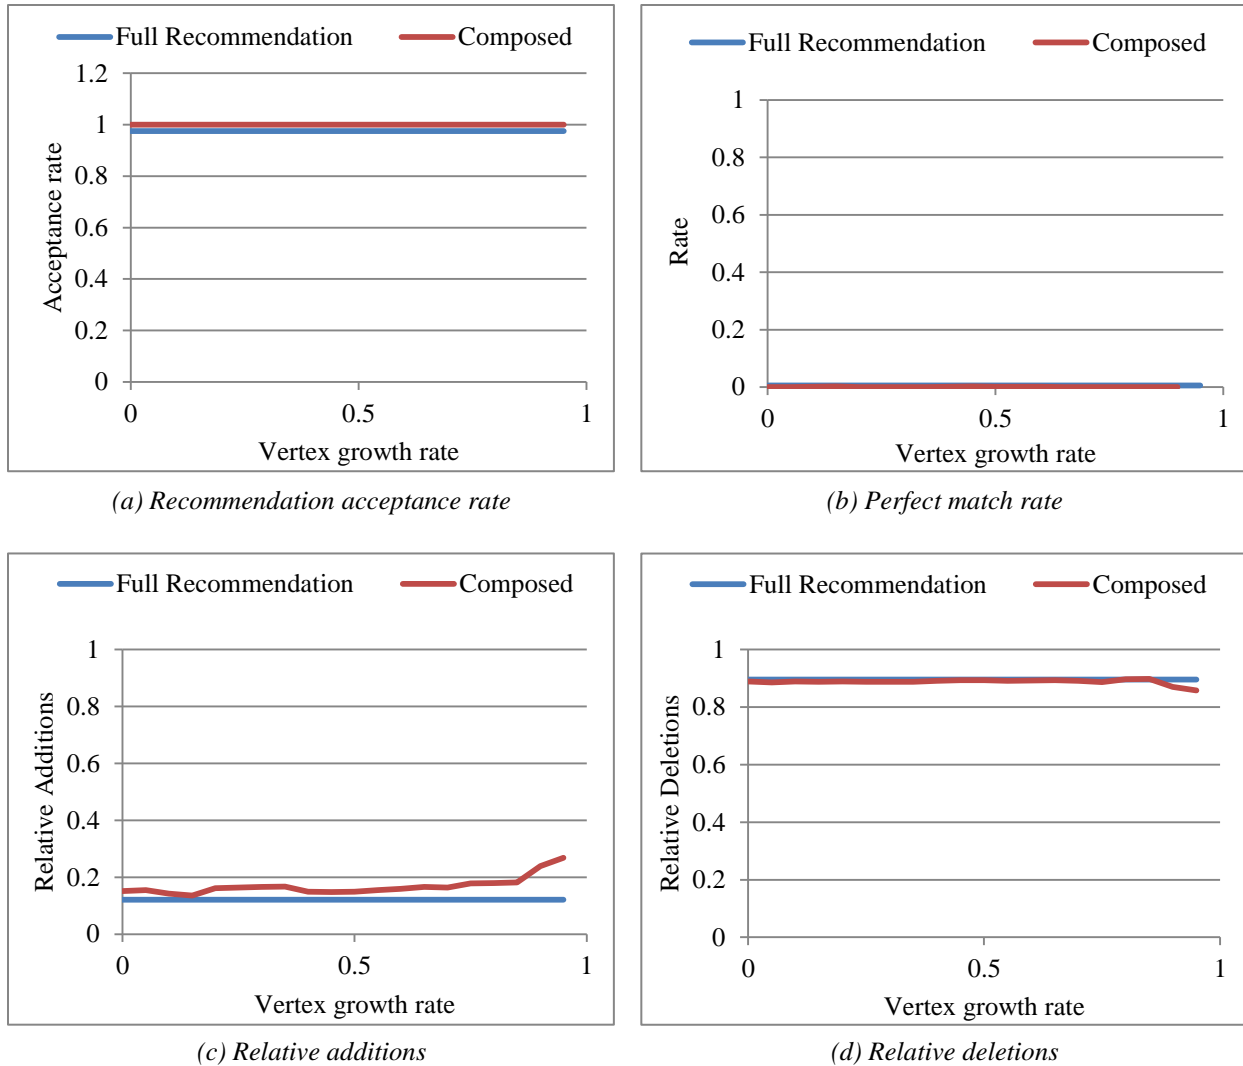 Full Recommendation Composed
1.2
1
0.8
0.6
0.4
0.2
0
Acceptance rate
0 0.5 1
Vertex growth rate
(a) Recommendation acceptance rate
Full Recommendation Composed
1
0.8
0.6
0.4
0.2
0
Rate
0 0.5 1
Vertex growth rate
(b) Perfect match rate
Full Recommendation Composed
1
0.8
0.6
0.4
0.2
0
Relative Additions
0 0.5 1
Vertex growth rate
(c) Relative additions
Full Recommendation Composed
1
0.8
0.6
0.4
0.2
0
Relative Deletions
0 0.5 1
Vertex growth rate
(d) Relative deletions